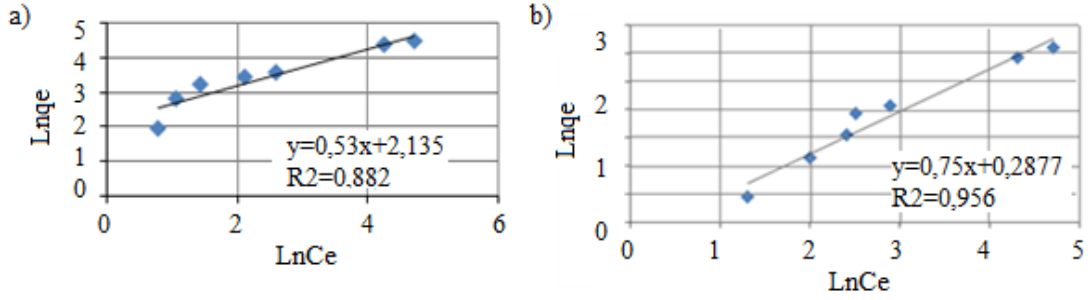 a)
5
4
3
2
1
0
Lnqe
y=0,53x+2,135
R2=0,882
0 2 4 6
LnCe
b)
3
2
1
0
Lnqe
y=0,75x+0,2877
R2=0,956
0 1 2 3 4 5
LnCe